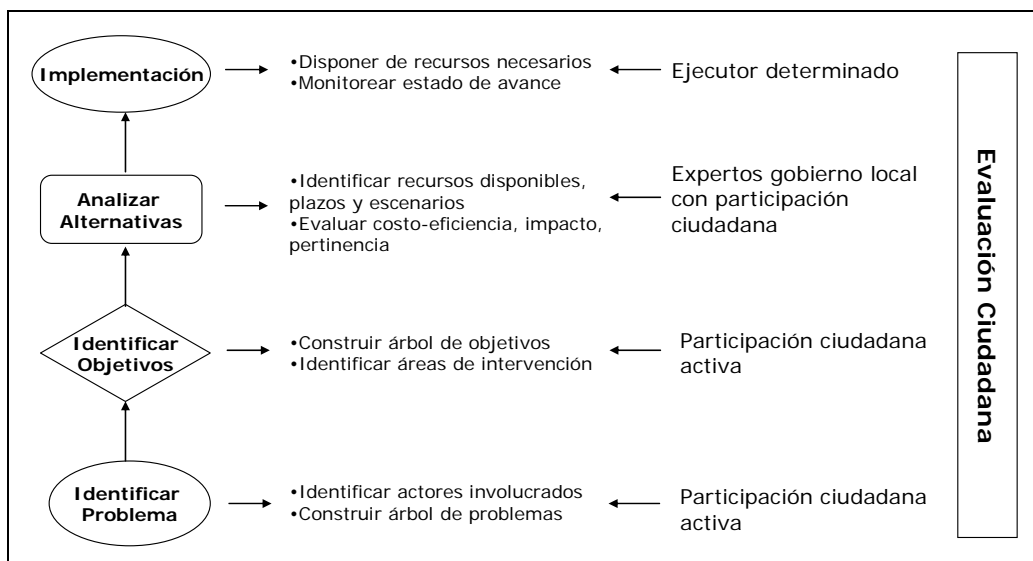 Implementación
•Disponer de recursos necesarios
•Monitorear estado de avance
Ejecutor determinado
Analizar
Alternativas
•Identificar recursos disponibles,
plazos y escenarios
•Evaluar costo-eficiencia, impacto,
pertinencia
Expertos gobierno local
con participación
ciudadana
Identificar
Objetivos
•Construir árbol de objetivos
•Identificar áreas de intervención
Participación ciudadana
activa
Identificar
Problema
•Identificar actores involucrados
•Construir árbol de problemas
Participación ciudadana
activa
Evaluación Ciudadana